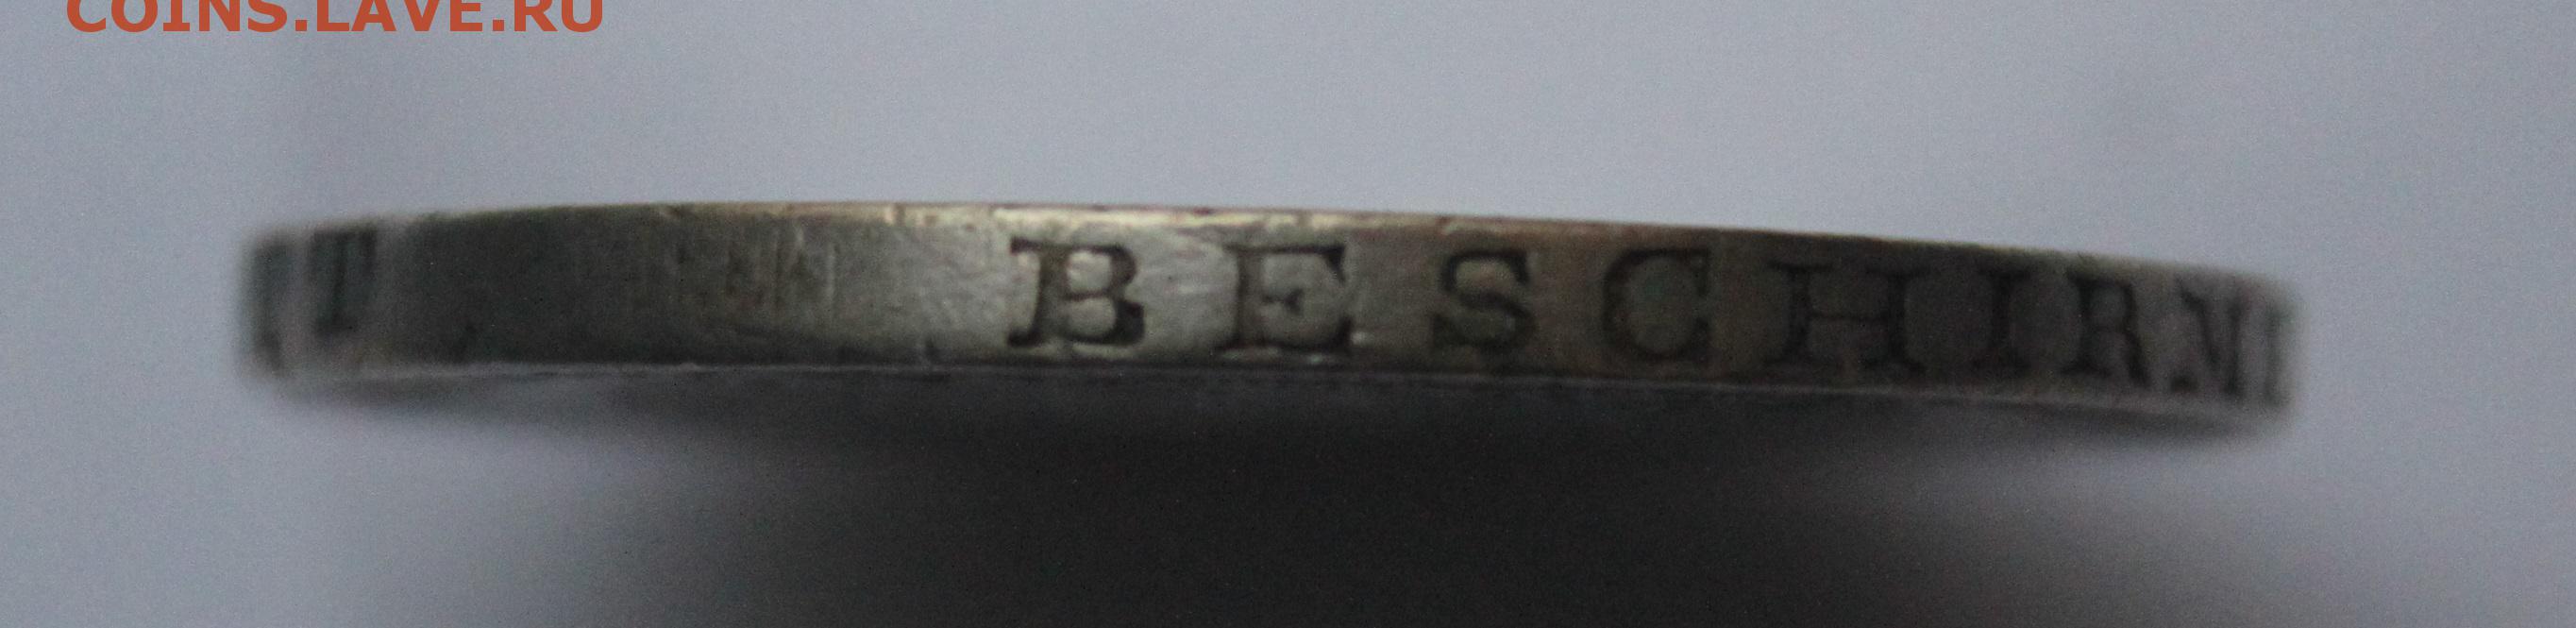 COINS.LAVE.RU
T BESCHIRM